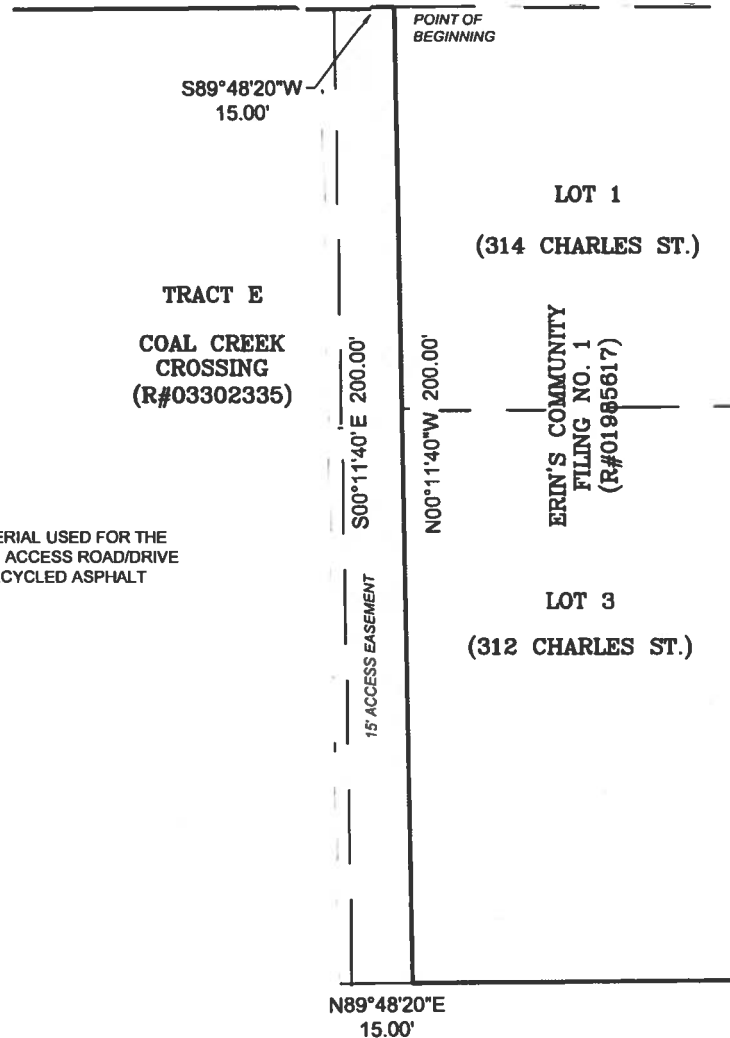 POINT OF
BEGINNING
S89°48'20"W
15.00'
LOT 1
(314 CHARLES ST.)
TRACT E
COAL CREEK
CROSSING
(R#03302335)
S00°11'40"E 200.00'
N00°11'40"W 200.00'
ERIN'S COMMUNITY
FILING NO. 1
(R#01985617)
ERIAL USED FOR THE
ACCESS ROAD/DRIVE
CYCLED ASPHALT
15' ACCESS EASEMENT
LOT 3
(312 CHARLES ST.)
N89°48'20"E
15.00'